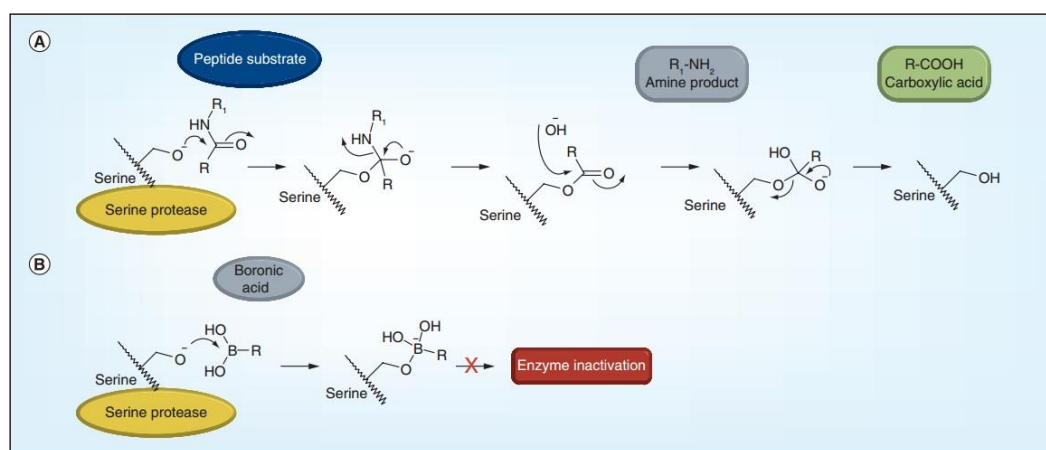 A
Peptide substrate
R1-NH2
Amine product
R-COOH
Carboxylic acid
R1
HN
O-
O
R
Serine
Serine protease
R1
HN
O-
O
R
Serine
-
OH
R
O
O
Serine
HO
R
O
O-
Serine
OH
Serine
B
Boronic
acid
HO
B-R
HO
O-
Serine
Serine protease
OH
HO
B-
R
O
Serine
X
Enzyme inactivation